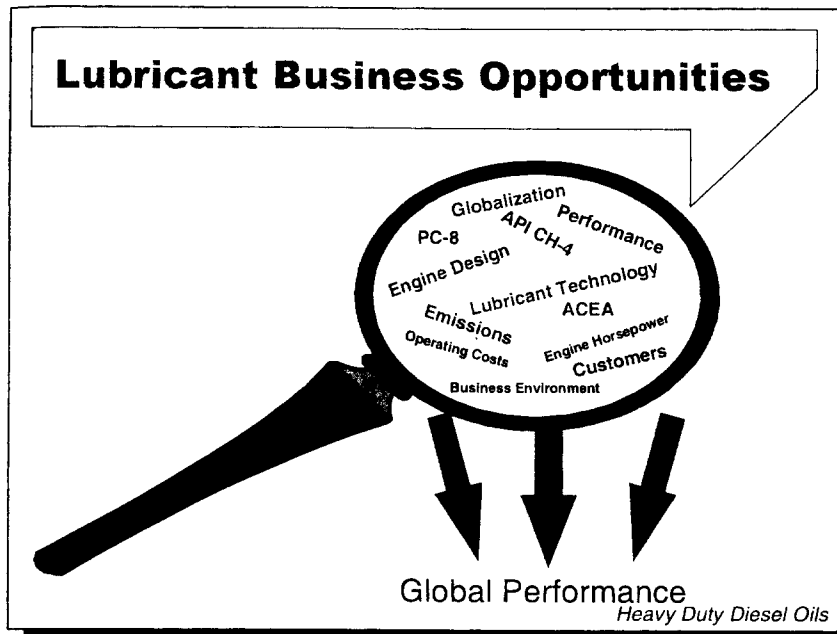 Lubricant Business Opportunities
Globalization
Performance
API CH-4
PC-8
Engine Design
Lubricant Technology
ACEA
Emissions
Engine Horsepower
Operating Costs
Customers
Business Environment
Global Performance
Heavy Duty Diesel Oils